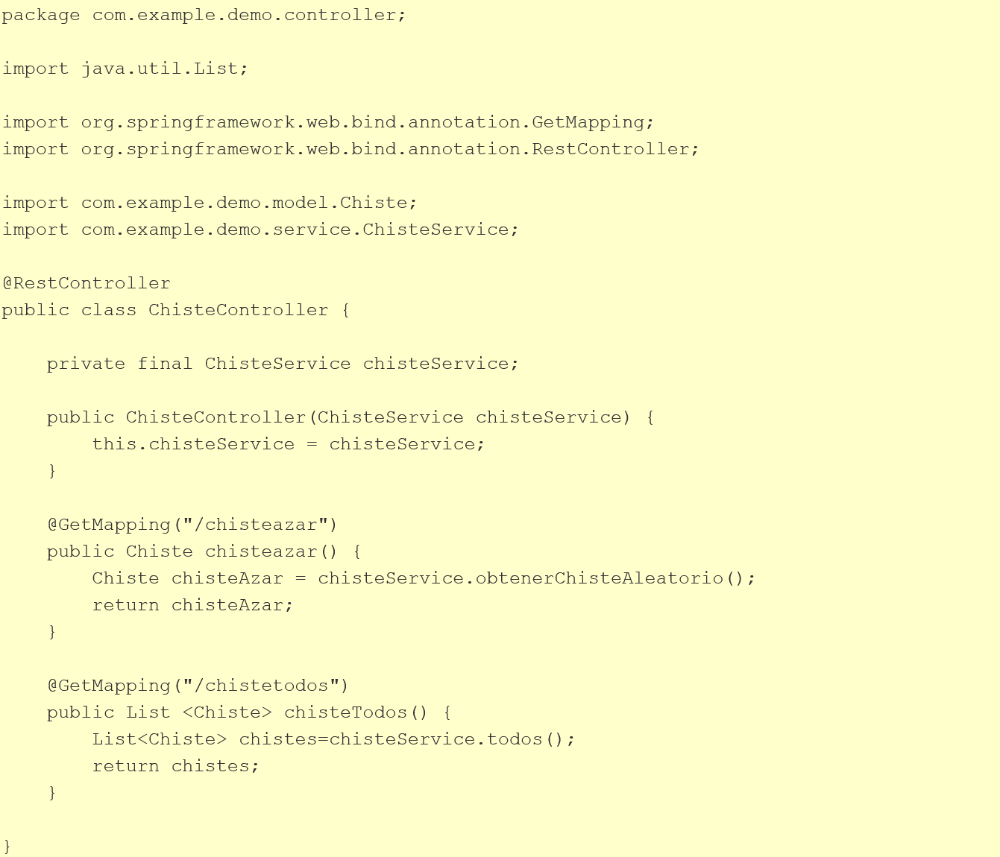 package com.example.demo.controller;

import java.util.List;

import org.springframework.web.bind.annotation.GetMapping;
import org.springframework.web.bind.annotation.RestController;

import com.example.demo.model.Chiste;
import com.example.demo.service.ChisteService;

@RestController
public class ChisteController {

    private final ChisteService chisteService;

    public ChisteController(ChisteService chisteService) {
        this.chisteService = chisteService;
    }

    @GetMapping("/chisteazar")
    public Chiste chisteazar() {
        Chiste chisteAzar = chisteService.obtenerChisteAleatorio();
        return chisteAzar;
    }

    @GetMapping("/chistetodos")
    public List <Chiste> chisteTodos() {
        List<Chiste> chistes=chisteService.todos();
        return chistes;
    }

}